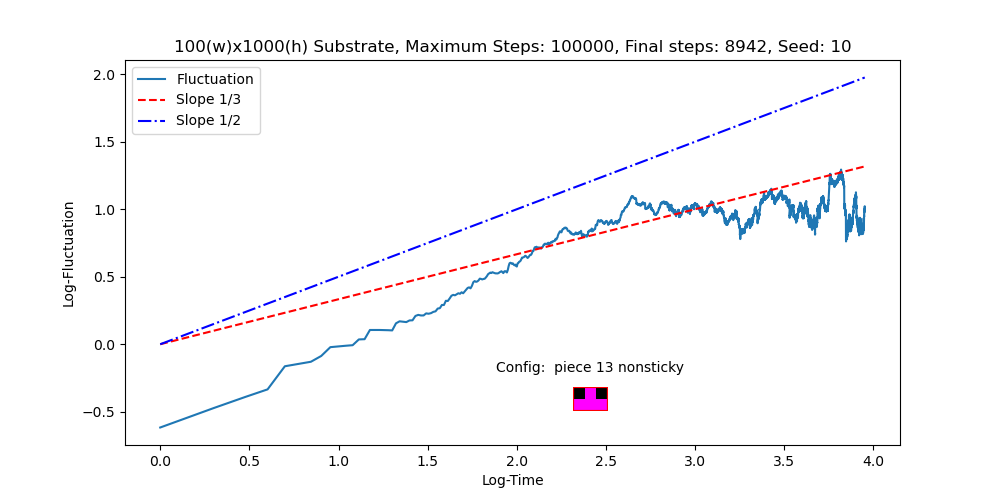 100(w)x1000(h) Substrate, Maximum Steps: 100000, Final steps: 8942, Seed: 10
Fluctuation
Slope 1/3
Slope 1/2
2.0
1.5
1.0
0.5
0.0
−0.5
Log-Fluctuation
Config:  piece 13 nonsticky
0.0 0.5 1.0 1.5 2.0 2.5 3.0 3.5 4.0
Log-Time